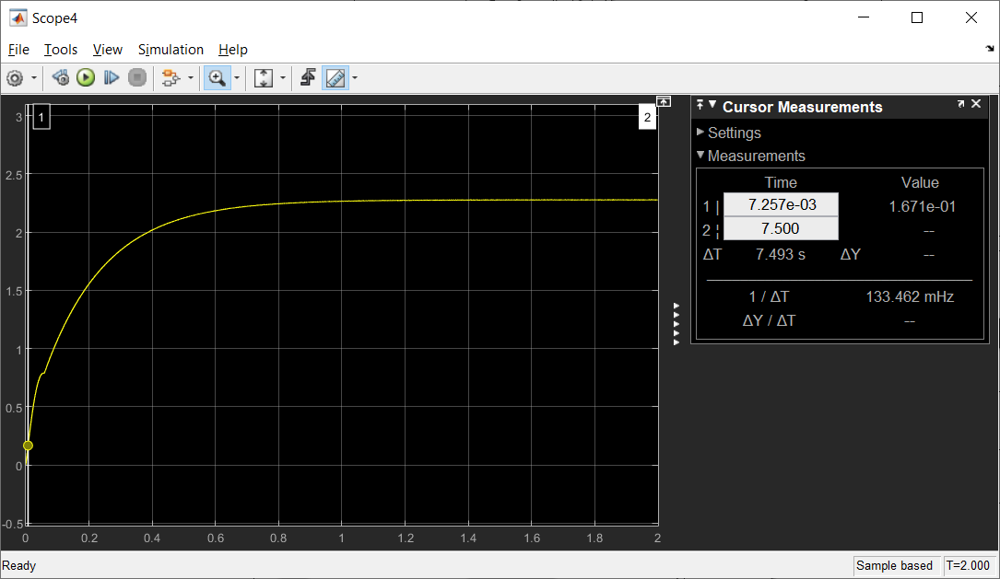 Scope4
File Tools View Simulation Help
1
2
3
2.5
2
1.5
1
0.5
0
-0.5
0 0.2 0.4 0.6 0.8 1 1.2 1.4 1.6 1.8 2
Cursor Measurements
Settings
Measurements
Time Value
1 | 7.257e-03 1.671e-01
2 ¦ 7.500 --
ΔT 7.493 s ΔY --
1 / ΔT 133.462 mHz
ΔY / ΔT --
Ready Sample based T=2.000